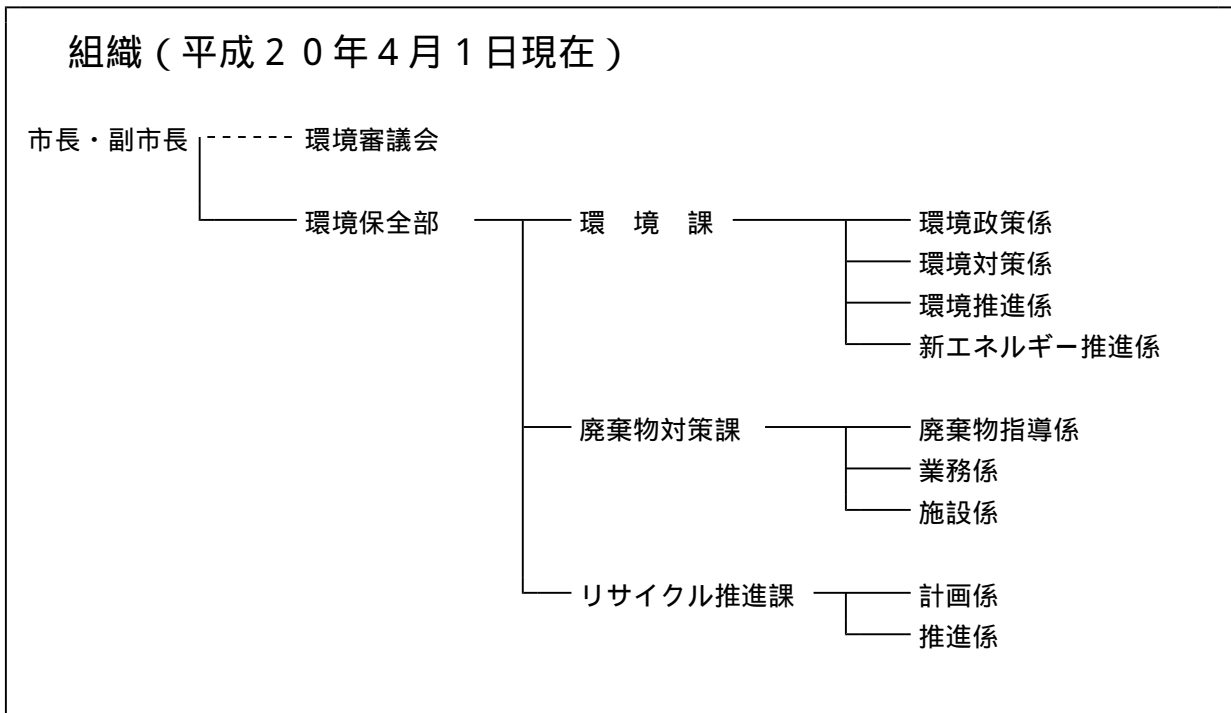 組織（平成２０年４月１日現在）
市長・副市長 環境審議会
環境保全部 環　境　課 環境政策係
環境対策係
環境推進係
新エネルギー推進係
廃棄物対策課 廃棄物指導係
業務係
施設係
リサイクル推進課 計画係
推進係